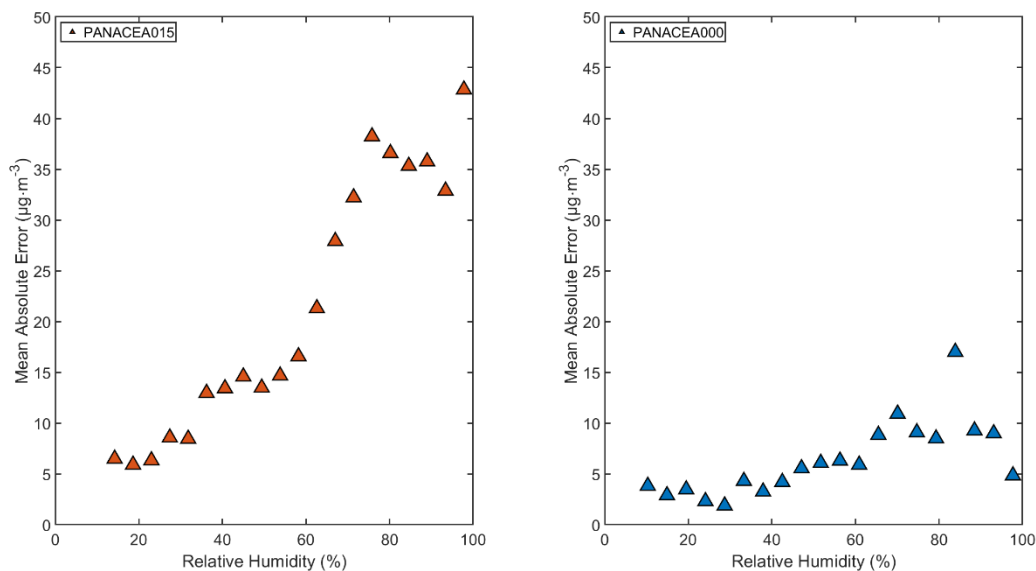 PANACEA015
50
45
40
35
30
25
20
15
10
5
0
Mean Absolute Error (µg·m⁻³)
0 20 40 60 80 100
Relative Humidity (%)
PANACEA000
50
45
40
35
30
25
20
15
10
5
0
Mean Absolute Error (µg·m⁻³)
0 20 40 60 80 100
Relative Humidity (%)